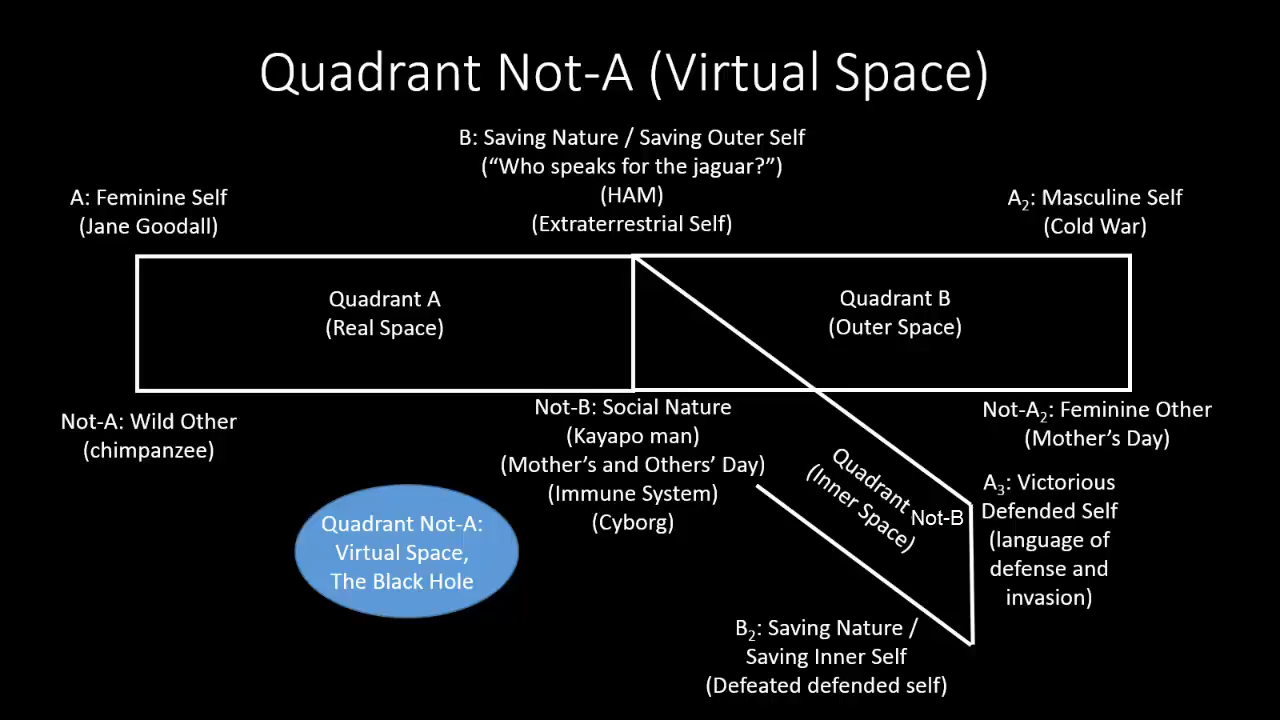 Quadrant Not-A (Virtual Space)
B: Saving Nature / Saving Outer Self
(“Who speaks for the jaguar?”)
(HAM)
(Extraterrestrial Self)
A: Feminine Self
(Jane Goodall)
A₂: Masculine Self
(Cold War)
Quadrant A
(Real Space)
Quadrant B
(Outer Space)
Not-A: Wild Other
(chimpanzee)
Not-B: Social Nature
(Kayapo man)
(Mother’s and Others’ Day)
(Immune System)
(Cyborg)
Not-A₂: Feminine Other
(Mother’s Day)
Quadrant
Not-B
(Inner Space)
A₃: Victorious
Defended Self
(language of
defense and
invasion)
Quadrant Not-A:
Virtual Space,
The Black Hole
B₂: Saving Nature /
Saving Inner Self
(Defeated defended self)